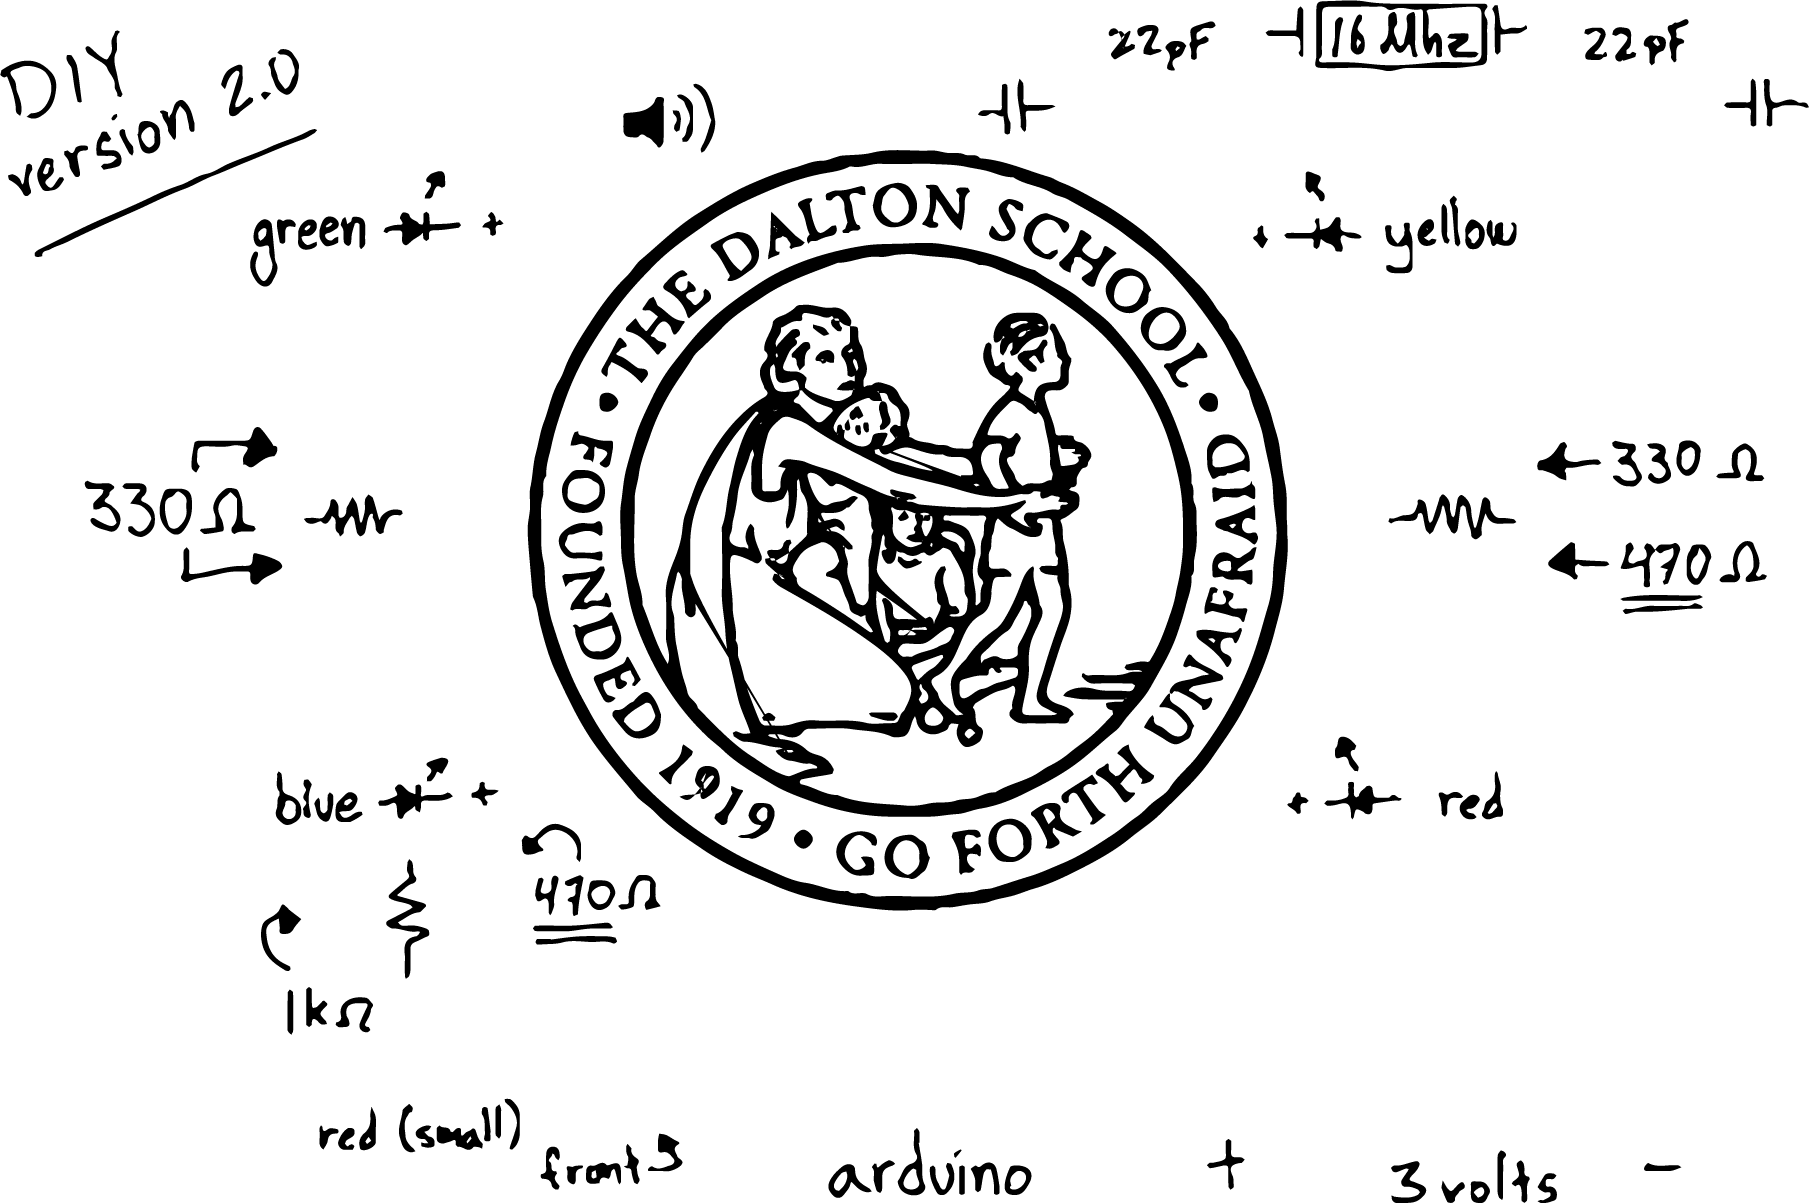 DIY
version 2.0
22pF
16 Mhz
22pF
green +
+ yellow
• THE DALTON SCHOOL •
FOUNDED 1919 • GO FORTH UNAFRAID
330Ω
330Ω
470Ω
blue +
+ red
470Ω
1kΩ
red (small)
front
arduino
+
3 volts
-